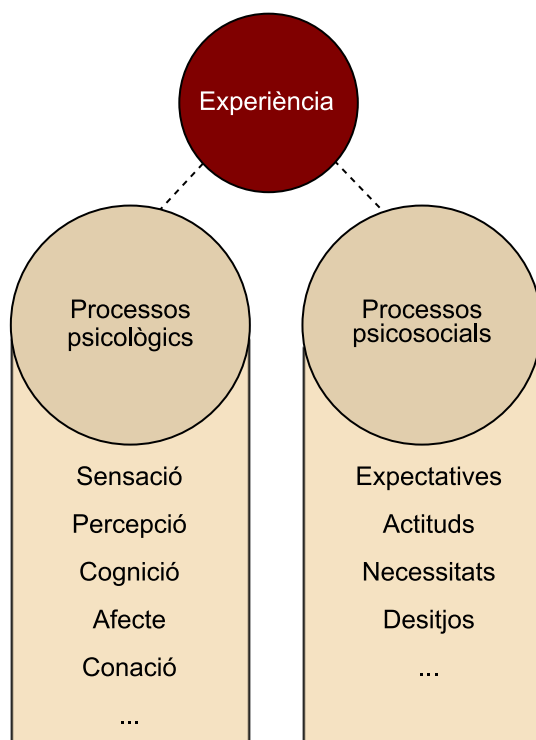 Experiència
Processos
psicològics
Sensació
Percepció
Cognició
Afecte
Conació
...
Processos
psicosocials
Expectatives
Actituds
Necessitats
Desitjos
...